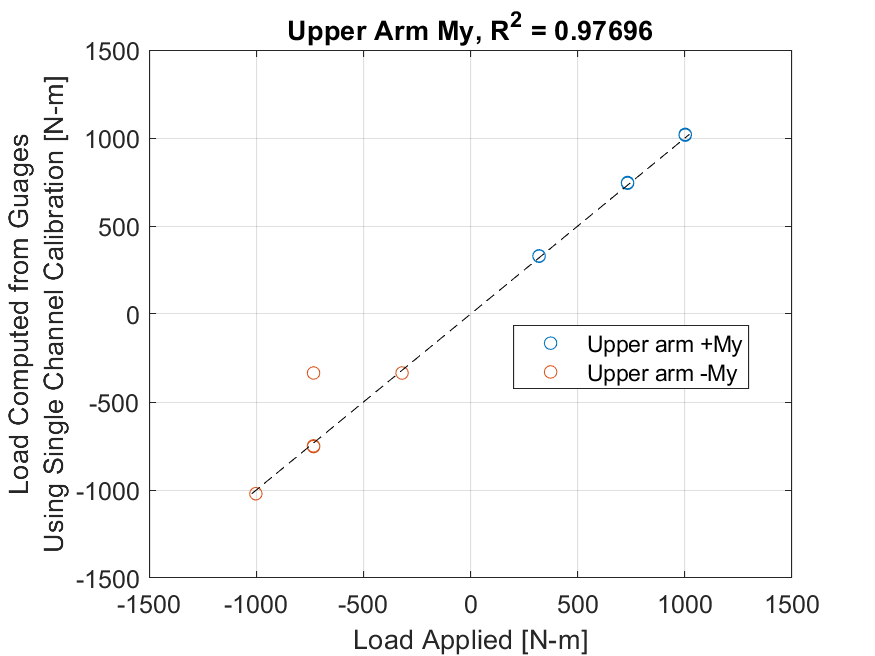 Upper Arm My, R² = 0.97696
Load Computed from Guages
Using Single Channel Calibration [N-m]
1500
1000
500
0
-500
-1000
-1500
Upper arm +My
Upper arm -My
-1500 -1000 -500 0 500 1000 1500
Load Applied [N-m]